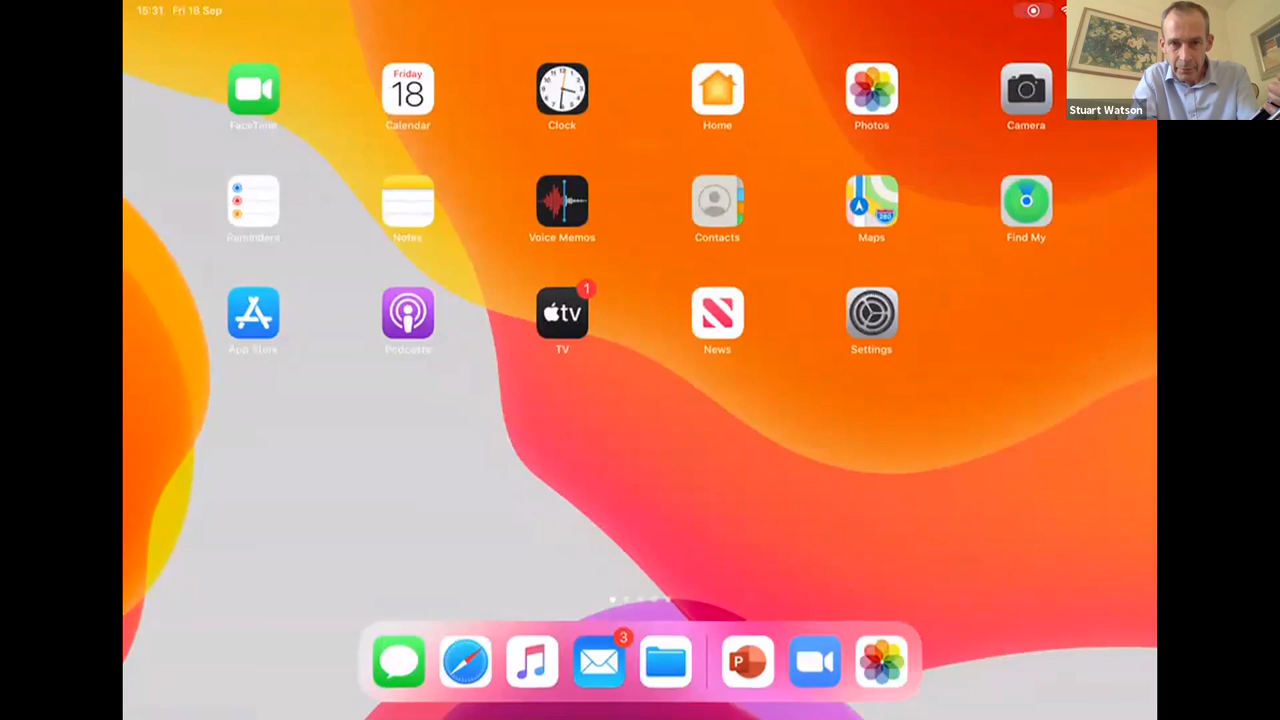 15:31 Fri 18 Sep
Stuart Watson
Friday
18
FaceTime
Calendar
Clock
Home
Photos
Camera
Reminders
Notes
Voice Memos
Contacts
Maps
Find My
280
1
tv
App Store
Podcasts
TV
News
Settings
3
P